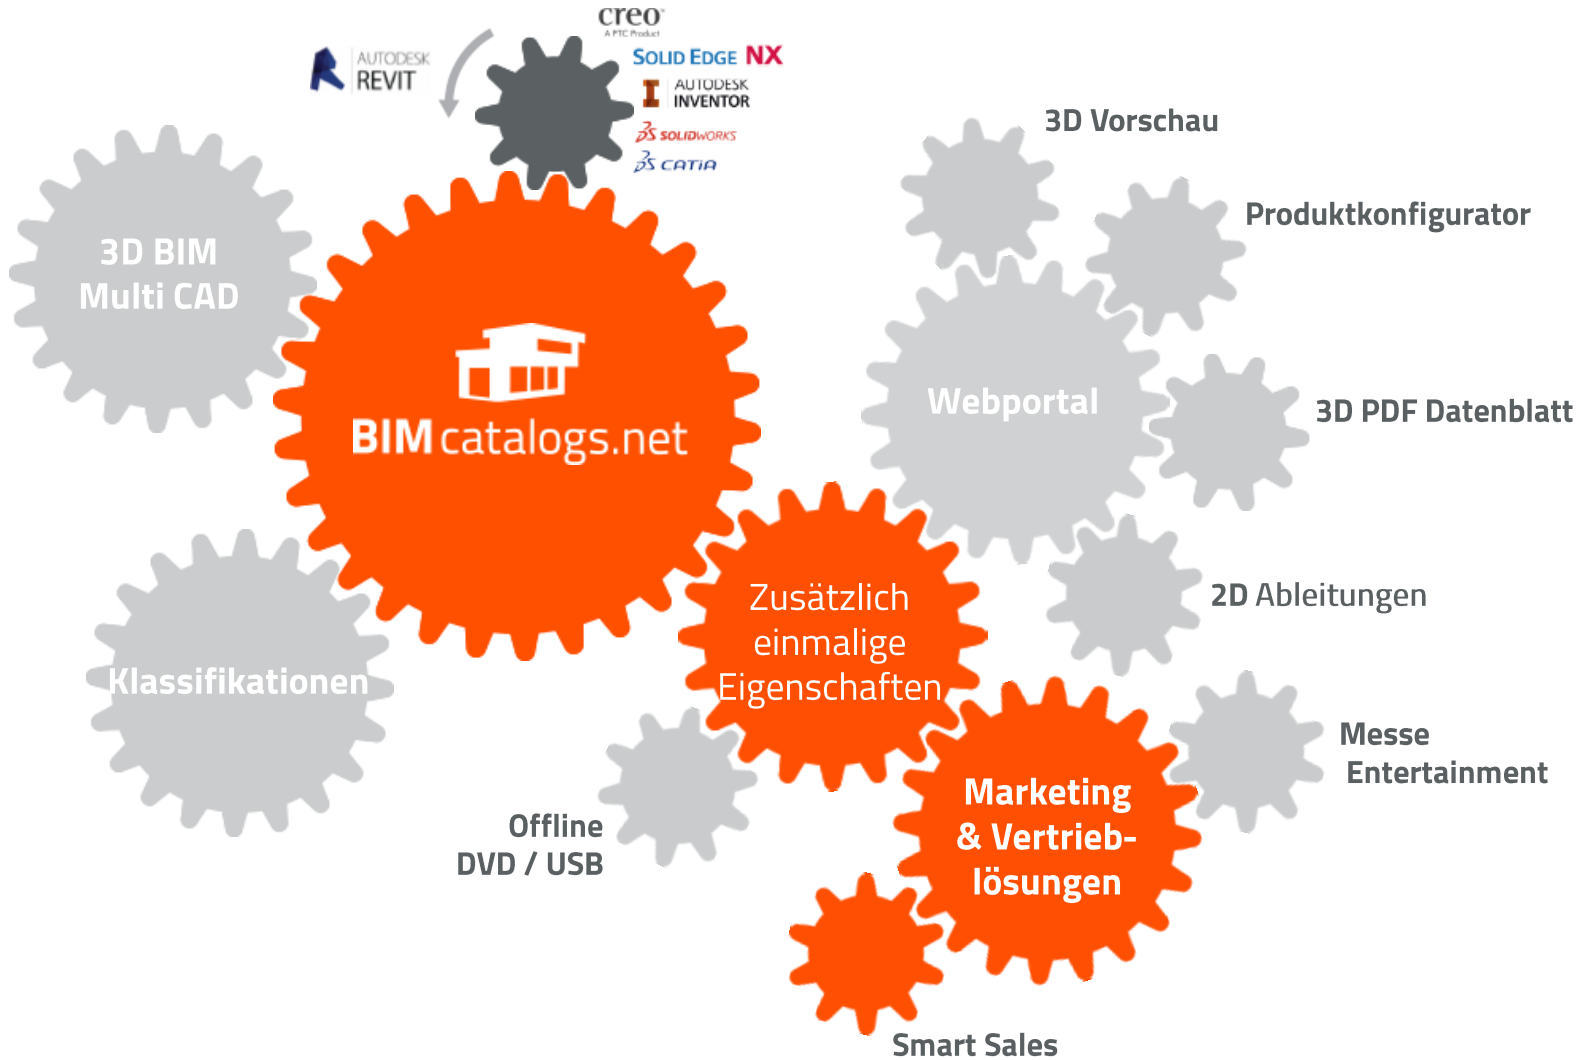 creo
A PTC Product
AUTODESK
REVIT
SOLID EDGE NX
AUTODESK
INVENTOR
SOLIDWORKS
CATIA
3D BIM
Multi CAD
BIMcatalogs.net
Klassifikationen
3D Vorschau
Produktkonfigurator
Webportal
3D PDF Datenblatt
2D Ableitungen
Zusätzlich
einmalige
Eigenschaften
Offline
DVD / USB
Messe
Entertainment
Marketing
& Vertrieb-
lösungen
Smart Sales